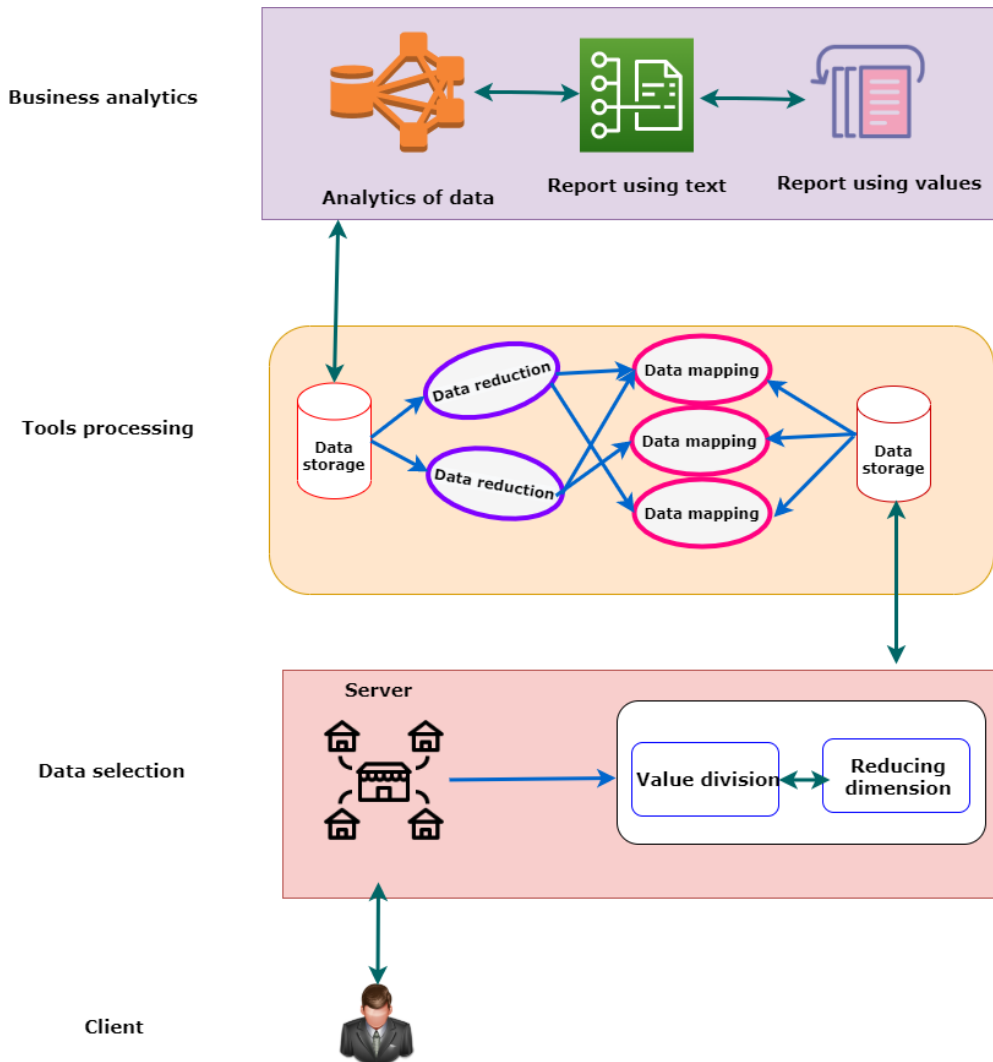 Business analytics
Analytics of data
Report using text
Report using values
Tools processing
Data
storage
Data reduction
Data reduction
Data mapping
Data mapping
Data mapping
Data
storage
Data selection
Server
Value division
Reducing
dimension
Client